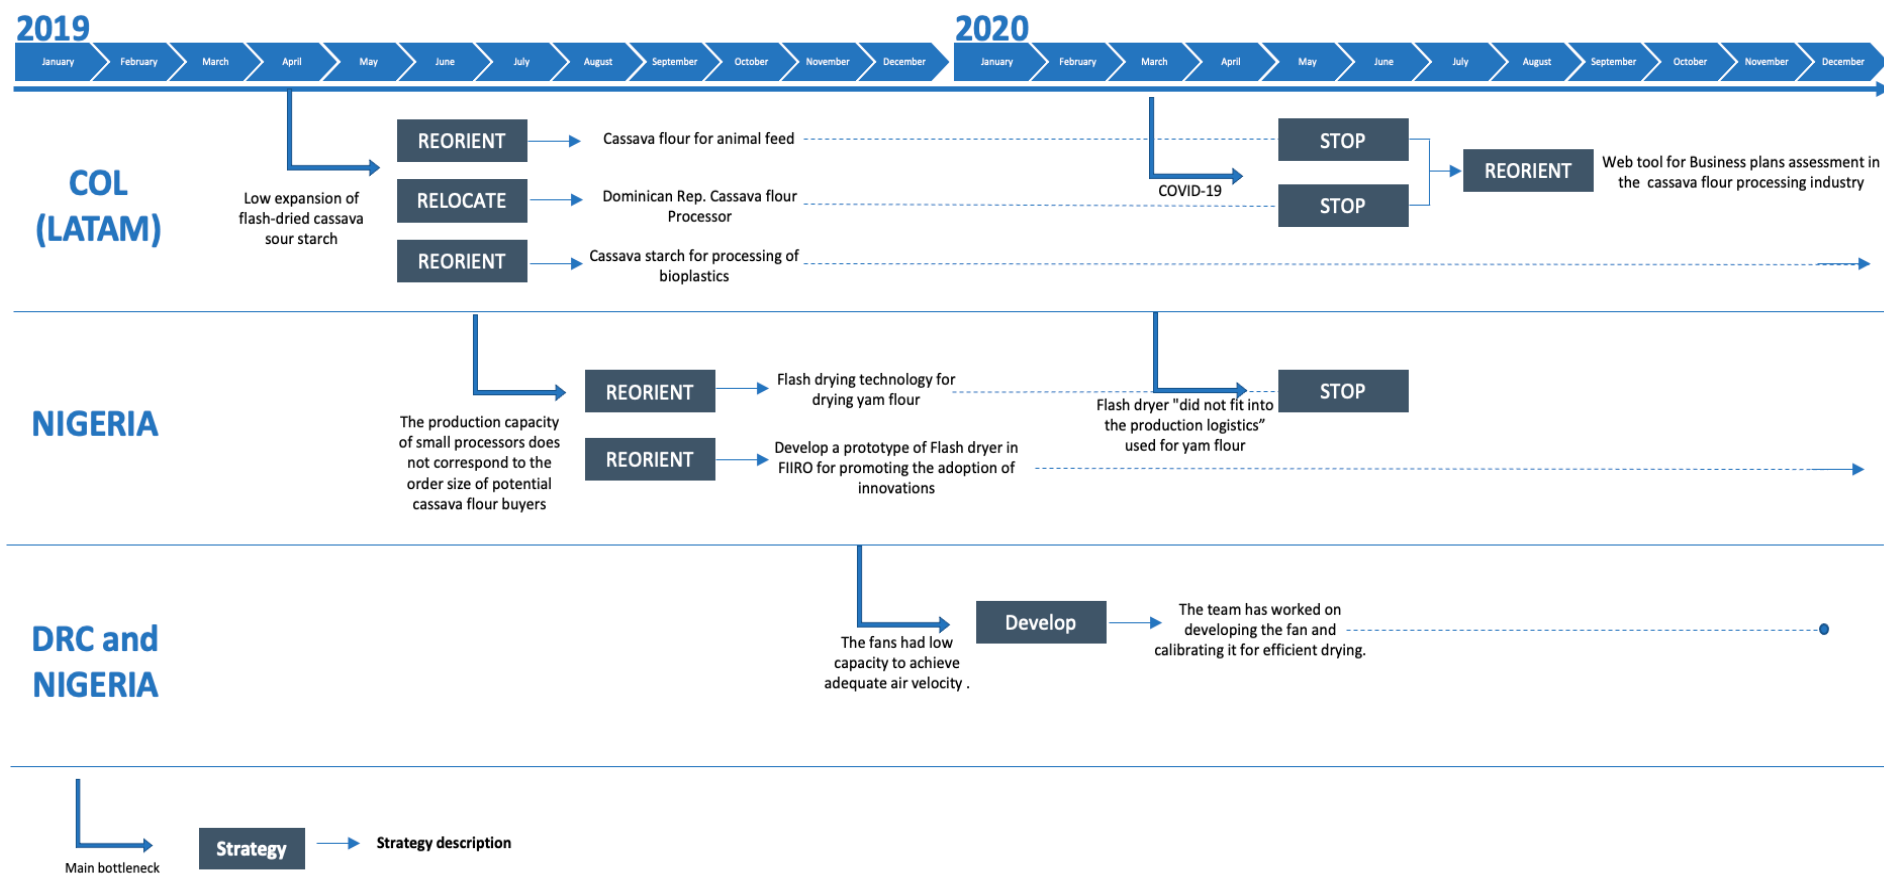 2019
2020
January February March April May June July August September October November December January February March April May June July August September October November December
COL
(LATAM)
Low expansion of
flash-dried cassava
sour starch
REORIENT
Cassava flour for animal feed
RELOCATE
Dominican Rep. Cassava flour
Processor
REORIENT
Cassava starch for processing of
bioplastics
COVID-19
STOP
STOP
REORIENT
Web tool for Business plans assessment in
the cassava flour processing industry
NIGERIA
The production capacity
of small processors does
not correspond to the
order size of potential
cassava flour buyers
REORIENT
Flash drying technology for
drying yam flour
REORIENT
Develop a prototype of Flash dryer in
FIIRO for promoting the adoption of
innovations
Flash dryer "did not fit into
the production logistics”
used for yam flour
STOP
DRC and
NIGERIA
The fans had low
capacity to achieve
adequate air velocity .
Develop
The team has worked on
developing the fan and
calibrating it for efficient drying.
Main bottleneck
Strategy
Strategy description